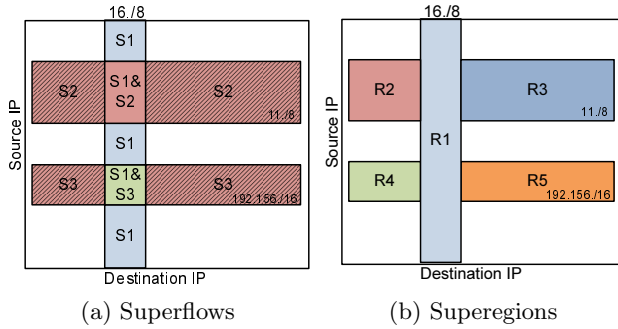 16./8
S1
S2
S1&
S2
S2
11./8
S1
S3
S1&
S3
S3
192.156./16
S1
Source IP
Destination IP
(a) Superflows
16./8
R2
R3
11./8
R1
R4
R5
192.156./16
Source IP
Destination IP
(b) Superegions